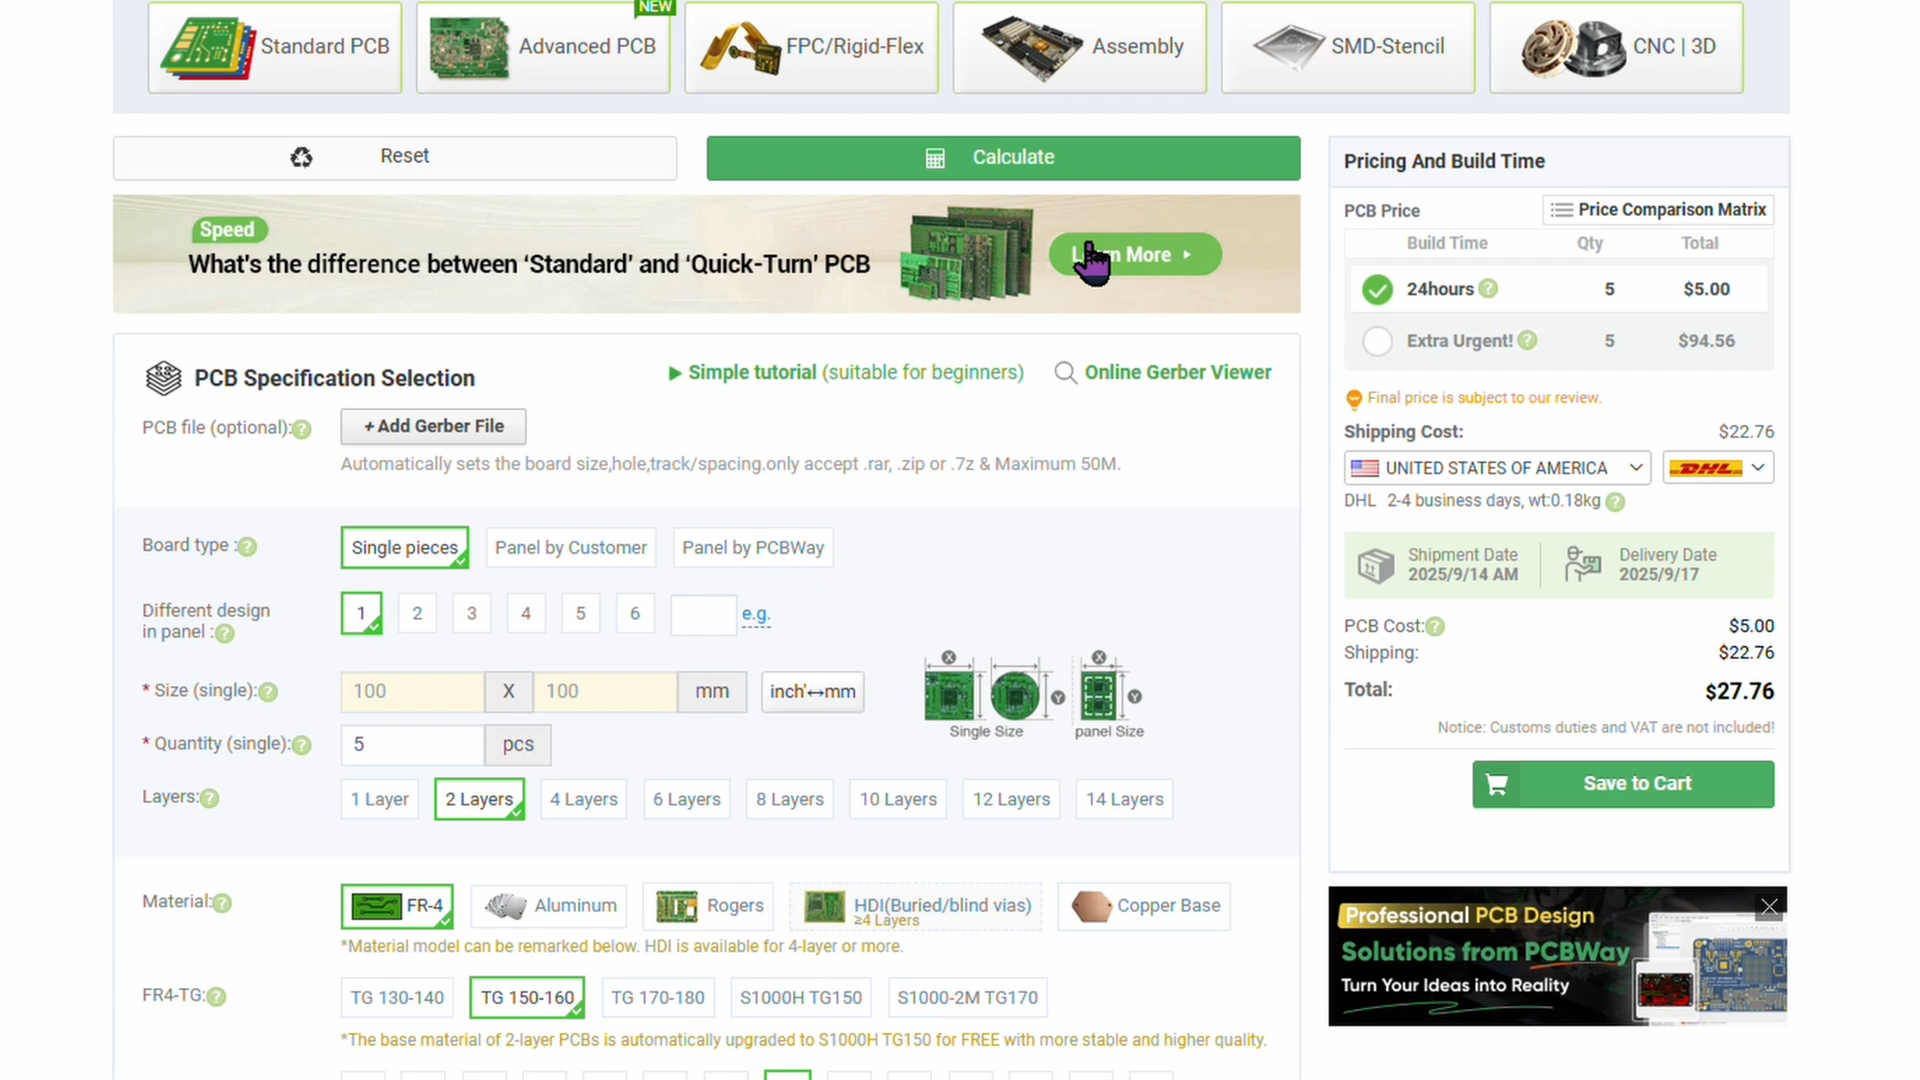 NEW
Standard PCB
Advanced PCB
FPC/Rigid-Flex
Assembly
SMD-Stencil
CNC | 3D
Reset
Calculate
Speed
What's the difference between ‘Standard’ and ‘Quick-Turn’ PCB
More
PCB Specification Selection
Simple tutorial (suitable for beginners)
Online Gerber Viewer
PCB file (optional):
+ Add Gerber File
Automatically sets the board size,hole,track/spacing.only accept .rar, .zip or .7z & Maximum 50M.
Board type :
Single pieces
Panel by Customer
Panel by PCBWay
Different design
in panel :
1
2
3
4
5
6
e.g.
* Size (single):
100
X
100
mm
inch'↔mm
X
Y
X
Y
Single Size
panel Size
* Quantity (single):
5
pcs
Layers:
1 Layer
2 Layers
4 Layers
6 Layers
8 Layers
10 Layers
12 Layers
14 Layers
Material:
FR-4
Aluminum
Rogers
HDI(Buried/blind vias)
≥4 Layers
Copper Base
*Material model can be remarked below. HDI is available for 4-layer or more.
FR4-TG:
TG 130-140
TG 150-160
TG 170-180
S1000H TG150
S1000-2M TG170
*The base material of 2-layer PCBs is automatically upgraded to S1000H TG150 for FREE with more stable and higher quality.
Pricing And Build Time
PCB Price
Price Comparison Matrix
Build Time
Qty
Total
24hours
5
$5.00
Extra Urgent!
5
$94.56
Final price is subject to our review.
Shipping Cost:
$22.76
UNITED STATES OF AMERICA
DHL
DHL 2-4 business days, wt:0.18kg
Shipment Date
2025/9/14 AM
Delivery Date
2025/9/17
PCB Cost:
$5.00
Shipping:
$22.76
Total:
$27.76
Notice: Customs duties and VAT are not included!
Save to Cart
Professional PCB Design
Solutions from PCBWay
Turn Your Ideas into Reality